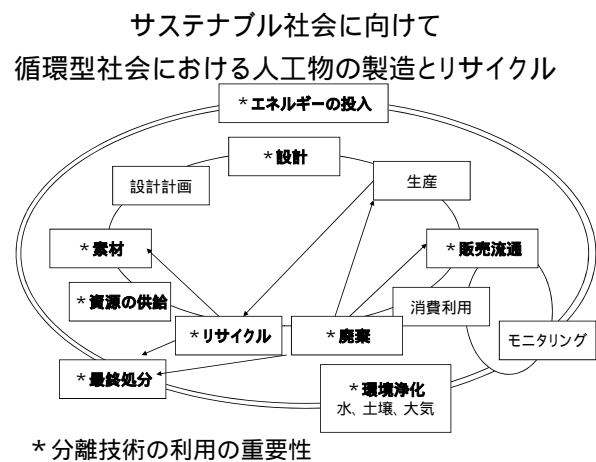 サステナブル社会に向けて
循環型社会における人工物の製造とリサイクル
*エネルギーの投入
*設計
設計計画
生産
*素材
*販売流通
*資源の供給
消費利用
*リサイクル
*廃棄
モニタリング
*最終処分
*環境浄化
水、土壌、大気
*分離技術の利用の重要性